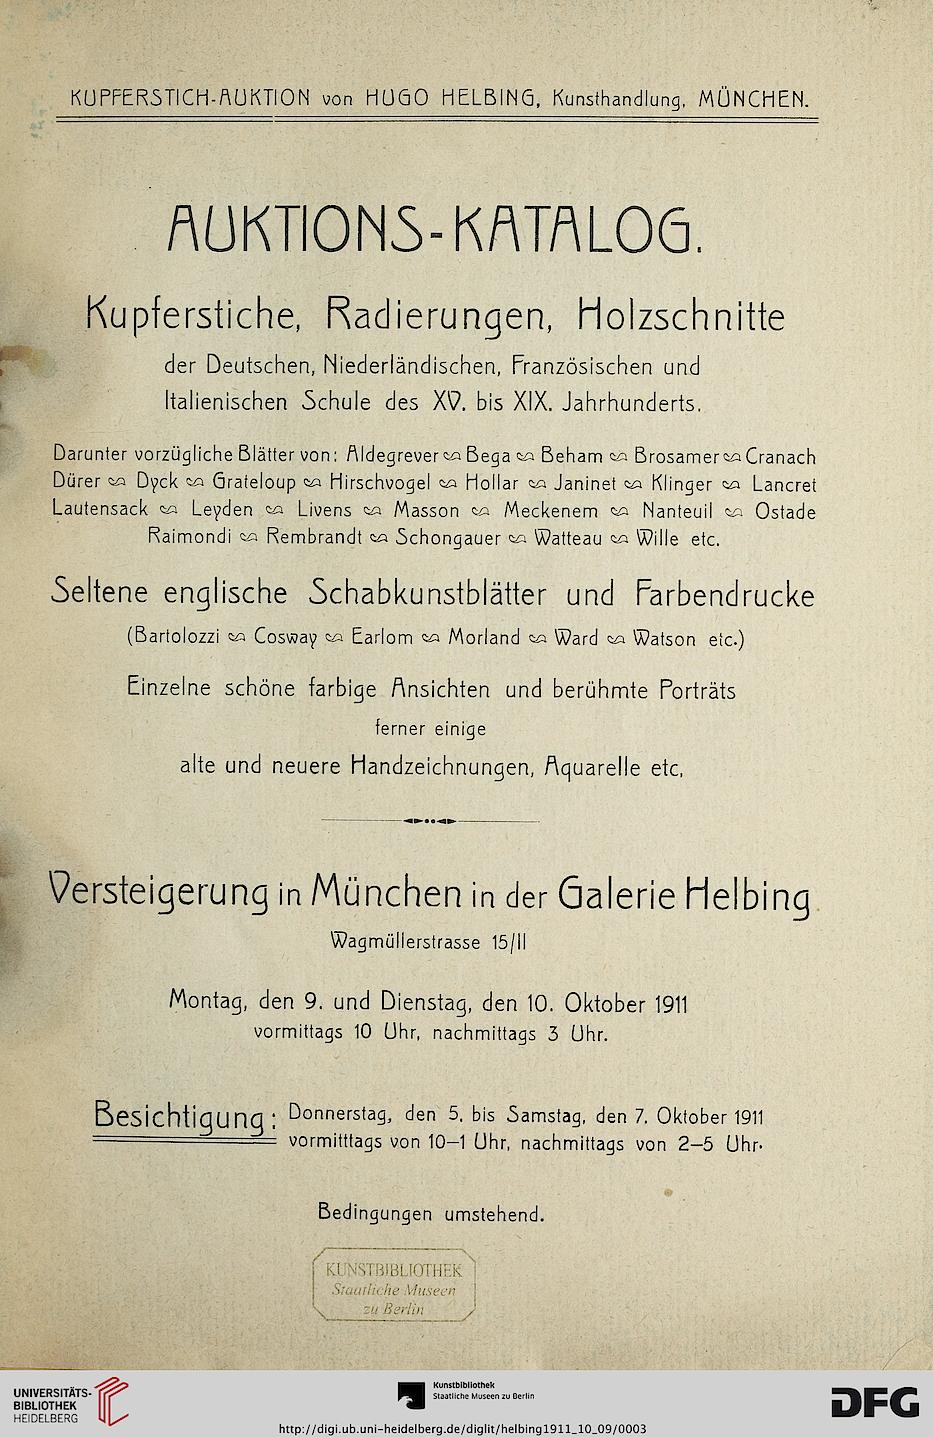 KUPFERSTICH-AUKTION von HUGO HELBING, Kunsthandlung, MÜNCHEN.
AUKTIONS-KATALOG.
Kupferstiche, Radierungen, Holzschnitte
der Deutschen, Niederländischen, Französischen und
Italienischen Schule des XV. bis XIX. Jahrhunderts.
Darunter vorzügliche Blätter von: Aldegrever ∾ Bega ∾ Beham ∾ Brosamer ∾ Cranach
Dürer ∾ Dyck ∾ Grateloup ∾ Hirschvogel ∾ Hollar ∾ Janinet ∾ Klinger ∾ Lancret
Lautensack ∾ Leyden ∾ Livens ∾ Masson ∾ Meckenem ∾ Nanteuil ∾ Ostade
Raimondi ∾ Rembrandt ∾ Schongauer ∾ Watteau ∾ Wille etc.
Seltene englische Schabkunstblätter und Farbendrucke
(Bartolozzi ∾ Cosway ∾ Earlom ∾ Morland ∾ Ward ∾ Watson etc.)
Einzelne schöne farbige Ansichten und berühmte Porträts
ferner einige
alte und neuere Handzeichnungen, Aquarelle etc.
Versteigerung in München in der Galerie Helbing
Wagmüllerstrasse 15/II
Montag, den 9. und Dienstag, den 10. Oktober 1911
vormittags 10 Uhr, nachmittags 3 Uhr.
Besichtigung: Donnerstag, den 5. bis Samstag, den 7. Oktober 1911
vormitttags von 10–1 Uhr, nachmittags von 2–5 Uhr.
Bedingungen umstehend.
KUNSTBIBLIOTHEK
Staatliche Museen
zu Berlin
UNIVERSITÄTS-
BIBLIOTHEK
HEIDELBERG
Kunstbibliothek
Staatliche Museen zu Berlin
DFG
http://digi.ub.uni-heidelberg.de/diglit/helbing1911_10_09/0003